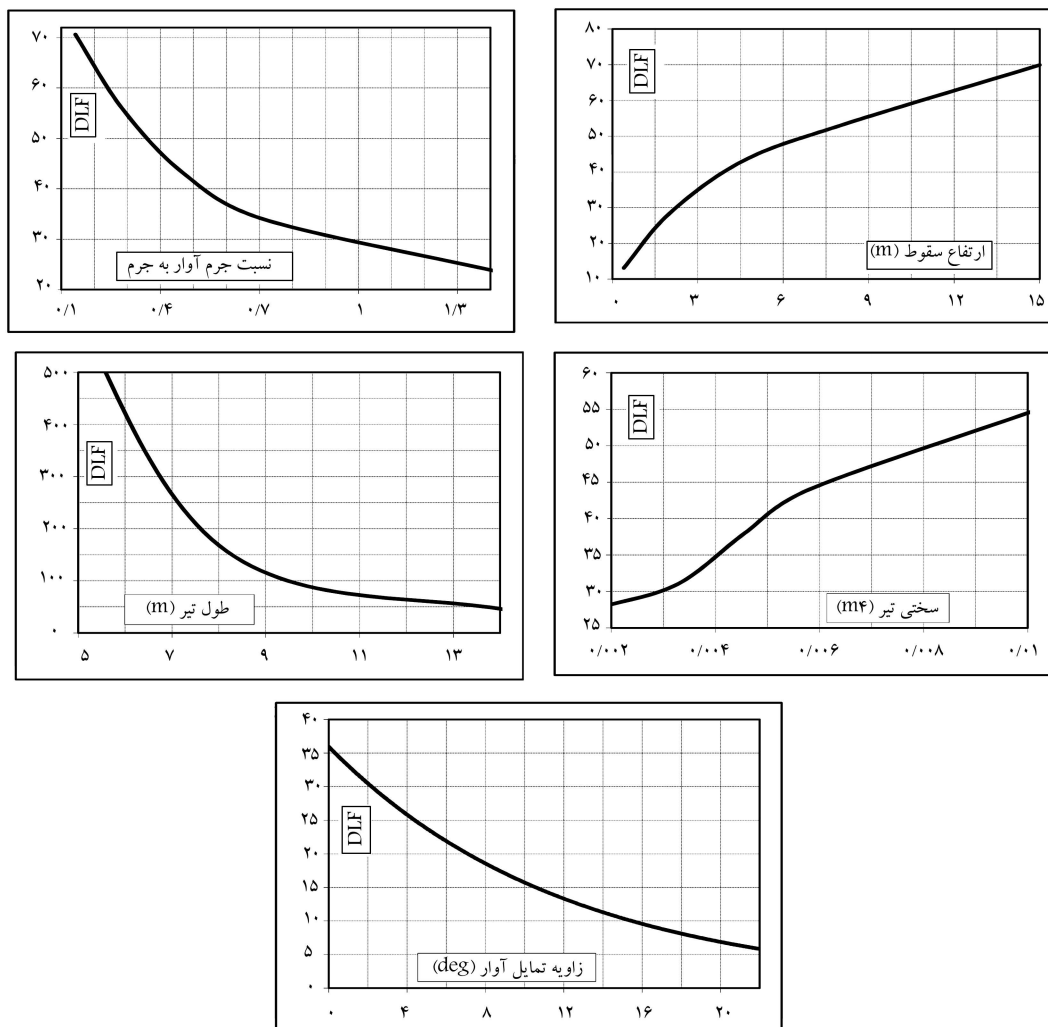 ۷۰
۶۰
۵۰
۴۰
۳۰
۲۰
DLF
نسبت جرم آوار به جرم
۰/۱ ۰/۴ ۰/۷ ۱ ۱/۳
۸۰
۷۰
۶۰
۵۰
۴۰
۳۰
۲۰
۱۰
DLF
ارتفاع سقوط (m)
۰ ۳ ۶ ۹ ۱۲ ۱۵
۵۰۰
۴۰۰
۳۰۰
۲۰۰
۱۰۰
۰
DLF
طول تیر (m)
۵ ۷ ۹ ۱۱ ۱۳
۶۰
۵۵
۵۰
۴۵
۴۰
۳۵
۳۰
۲۵
DLF
سختی تیر (m۴)
۰/۰۰۲ ۰/۰۰۴ ۰/۰۰۶ ۰/۰۰۸ ۰/۰۱
۴۰
۳۵
۳۰
۲۵
۲۰
۱۵
۱۰
۵
۰
DLF
زاویه تمایل آوار (deg)
۰ ۴ ۸ ۱۲ ۱۶ ۲۰